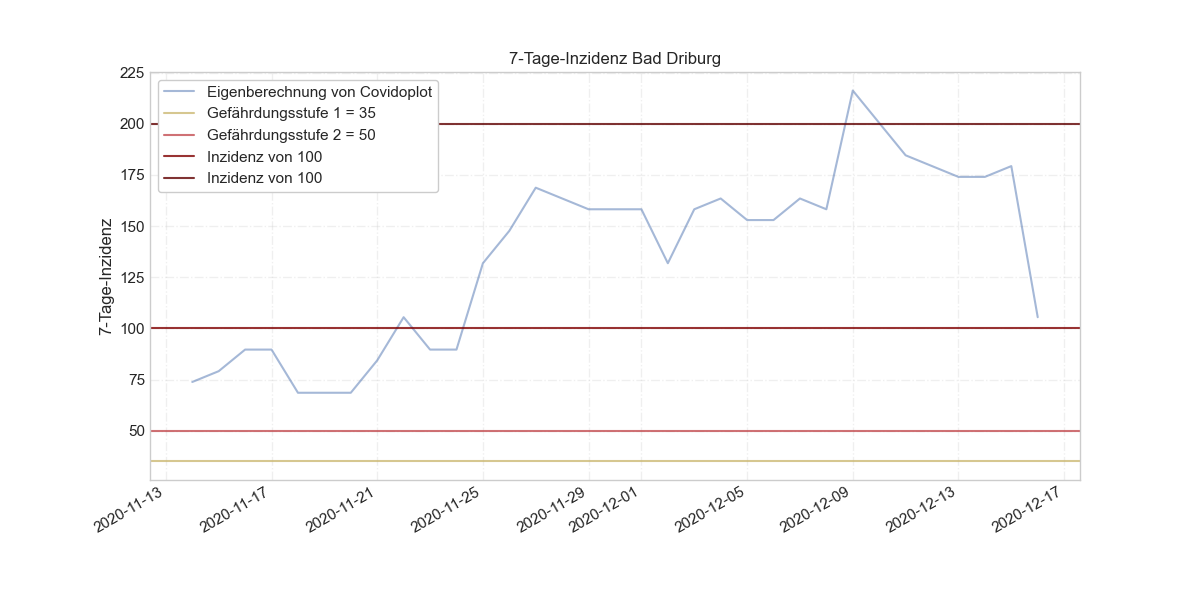 7-Tage-Inzidenz Bad Driburg
Eigenberechnung von Covidoplot
Gefährdungsstufe 1 = 35
Gefährdungsstufe 2 = 50
Inzidenz von 100
Inzidenz von 100
7-Tage-Inzidenz
225
200
175
150
125
100
75
50
2020-11-13
2020-11-17
2020-11-21
2020-11-25
2020-11-29
2020-12-01
2020-12-05
2020-12-09
2020-12-13
2020-12-17